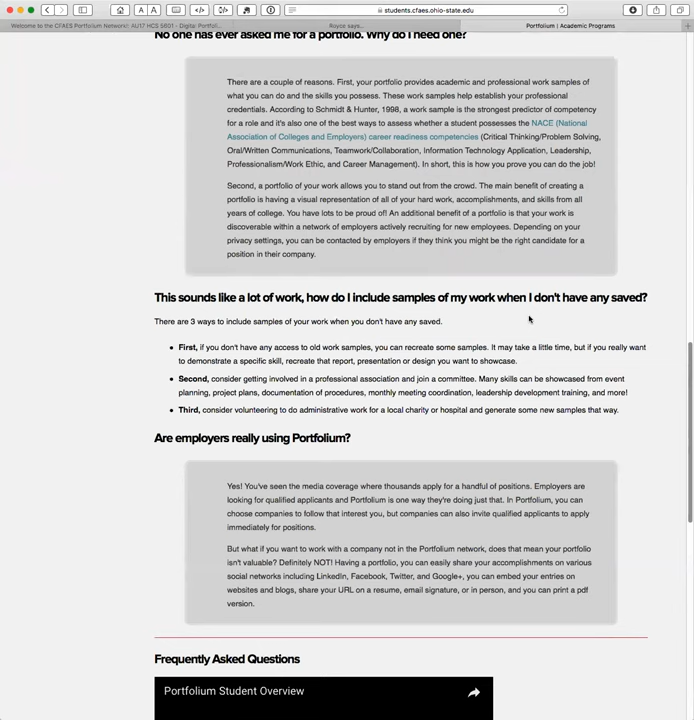 students.cfaes.ohio-state.edu
Welcome to the CFAES Portfolium Network!: AU17 HCS 5601 - Digital Portfol...
Royce says...
Portfolium | Academic Programs
No one has ever asked me for a portfolio. Why do I need one?
There are a couple of reasons. First, your portfolio provides academic and professional work samples of
what you can do and the skills you possess. These work samples help establish your professional
credentials. According to Schmidt & Hunter, 1998, a work sample is the strongest predictor of competency
for a role and it's also one of the best ways to assess whether a student possesses the NACE (National
Association of Colleges and Employers) career readiness competencies (Critical Thinking/Problem Solving,
Oral/Written Communications, Teamwork/Collaboration, Information Technology Application, Leadership,
Professionalism/Work Ethic, and Career Management). In short, this is how you prove you can do the job!
Second, a portfolio of your work allows you to stand out from the crowd. The main benefit of creating a
portfolio is having a visual representation of all of your hard work, accomplishments, and skills from all
years of college. You have lots to be proud of! An additional benefit of a portfolio is that your work is
discoverable within a network of employers actively recruiting for new employees. Depending on your
privacy settings, you can be contacted by employers if they think you might be the right candidate for a
position in their company.
This sounds like a lot of work, how do I include samples of my work when I don't have any saved?
There are 3 ways to include samples of your work when you don't have any saved.
• First, if you don't have any access to old work samples, you can recreate some samples. It may take a little time, but if you really want
to demonstrate a specific skill, recreate that report, presentation or design you want to showcase.
• Second, consider getting involved in a professional association and join a committee. Many skills can be showcased from event
planning, project plans, documentation of procedures, monthly meeting coordination, leadership development training, and more!
• Third, consider volunteering to do administrative work for a local charity or hospital and generate some new samples that way.
Are employers really using Portfolium?
Yes! You've seen the media coverage where thousands apply for a handful of positions. Employers are
looking for qualified applicants and Portfolium is one way they're doing just that. In Portfolium, you can
choose companies to follow that interest you, but companies can also invite qualified applicants to apply
immediately for positions.
But what if you want to work with a company not in the Portfolium network, does that mean your portfolio
isn't valuable? Definitely NOT! Having a portfolio, you can easily share your accomplishments on various
social networks including LinkedIn, Facebook, Twitter, and Google+, you can embed your entries on
websites and blogs, share your URL on a resume, email signature, or in person, and you can print a pdf
version.
Frequently Asked Questions
Portfolium Student Overview